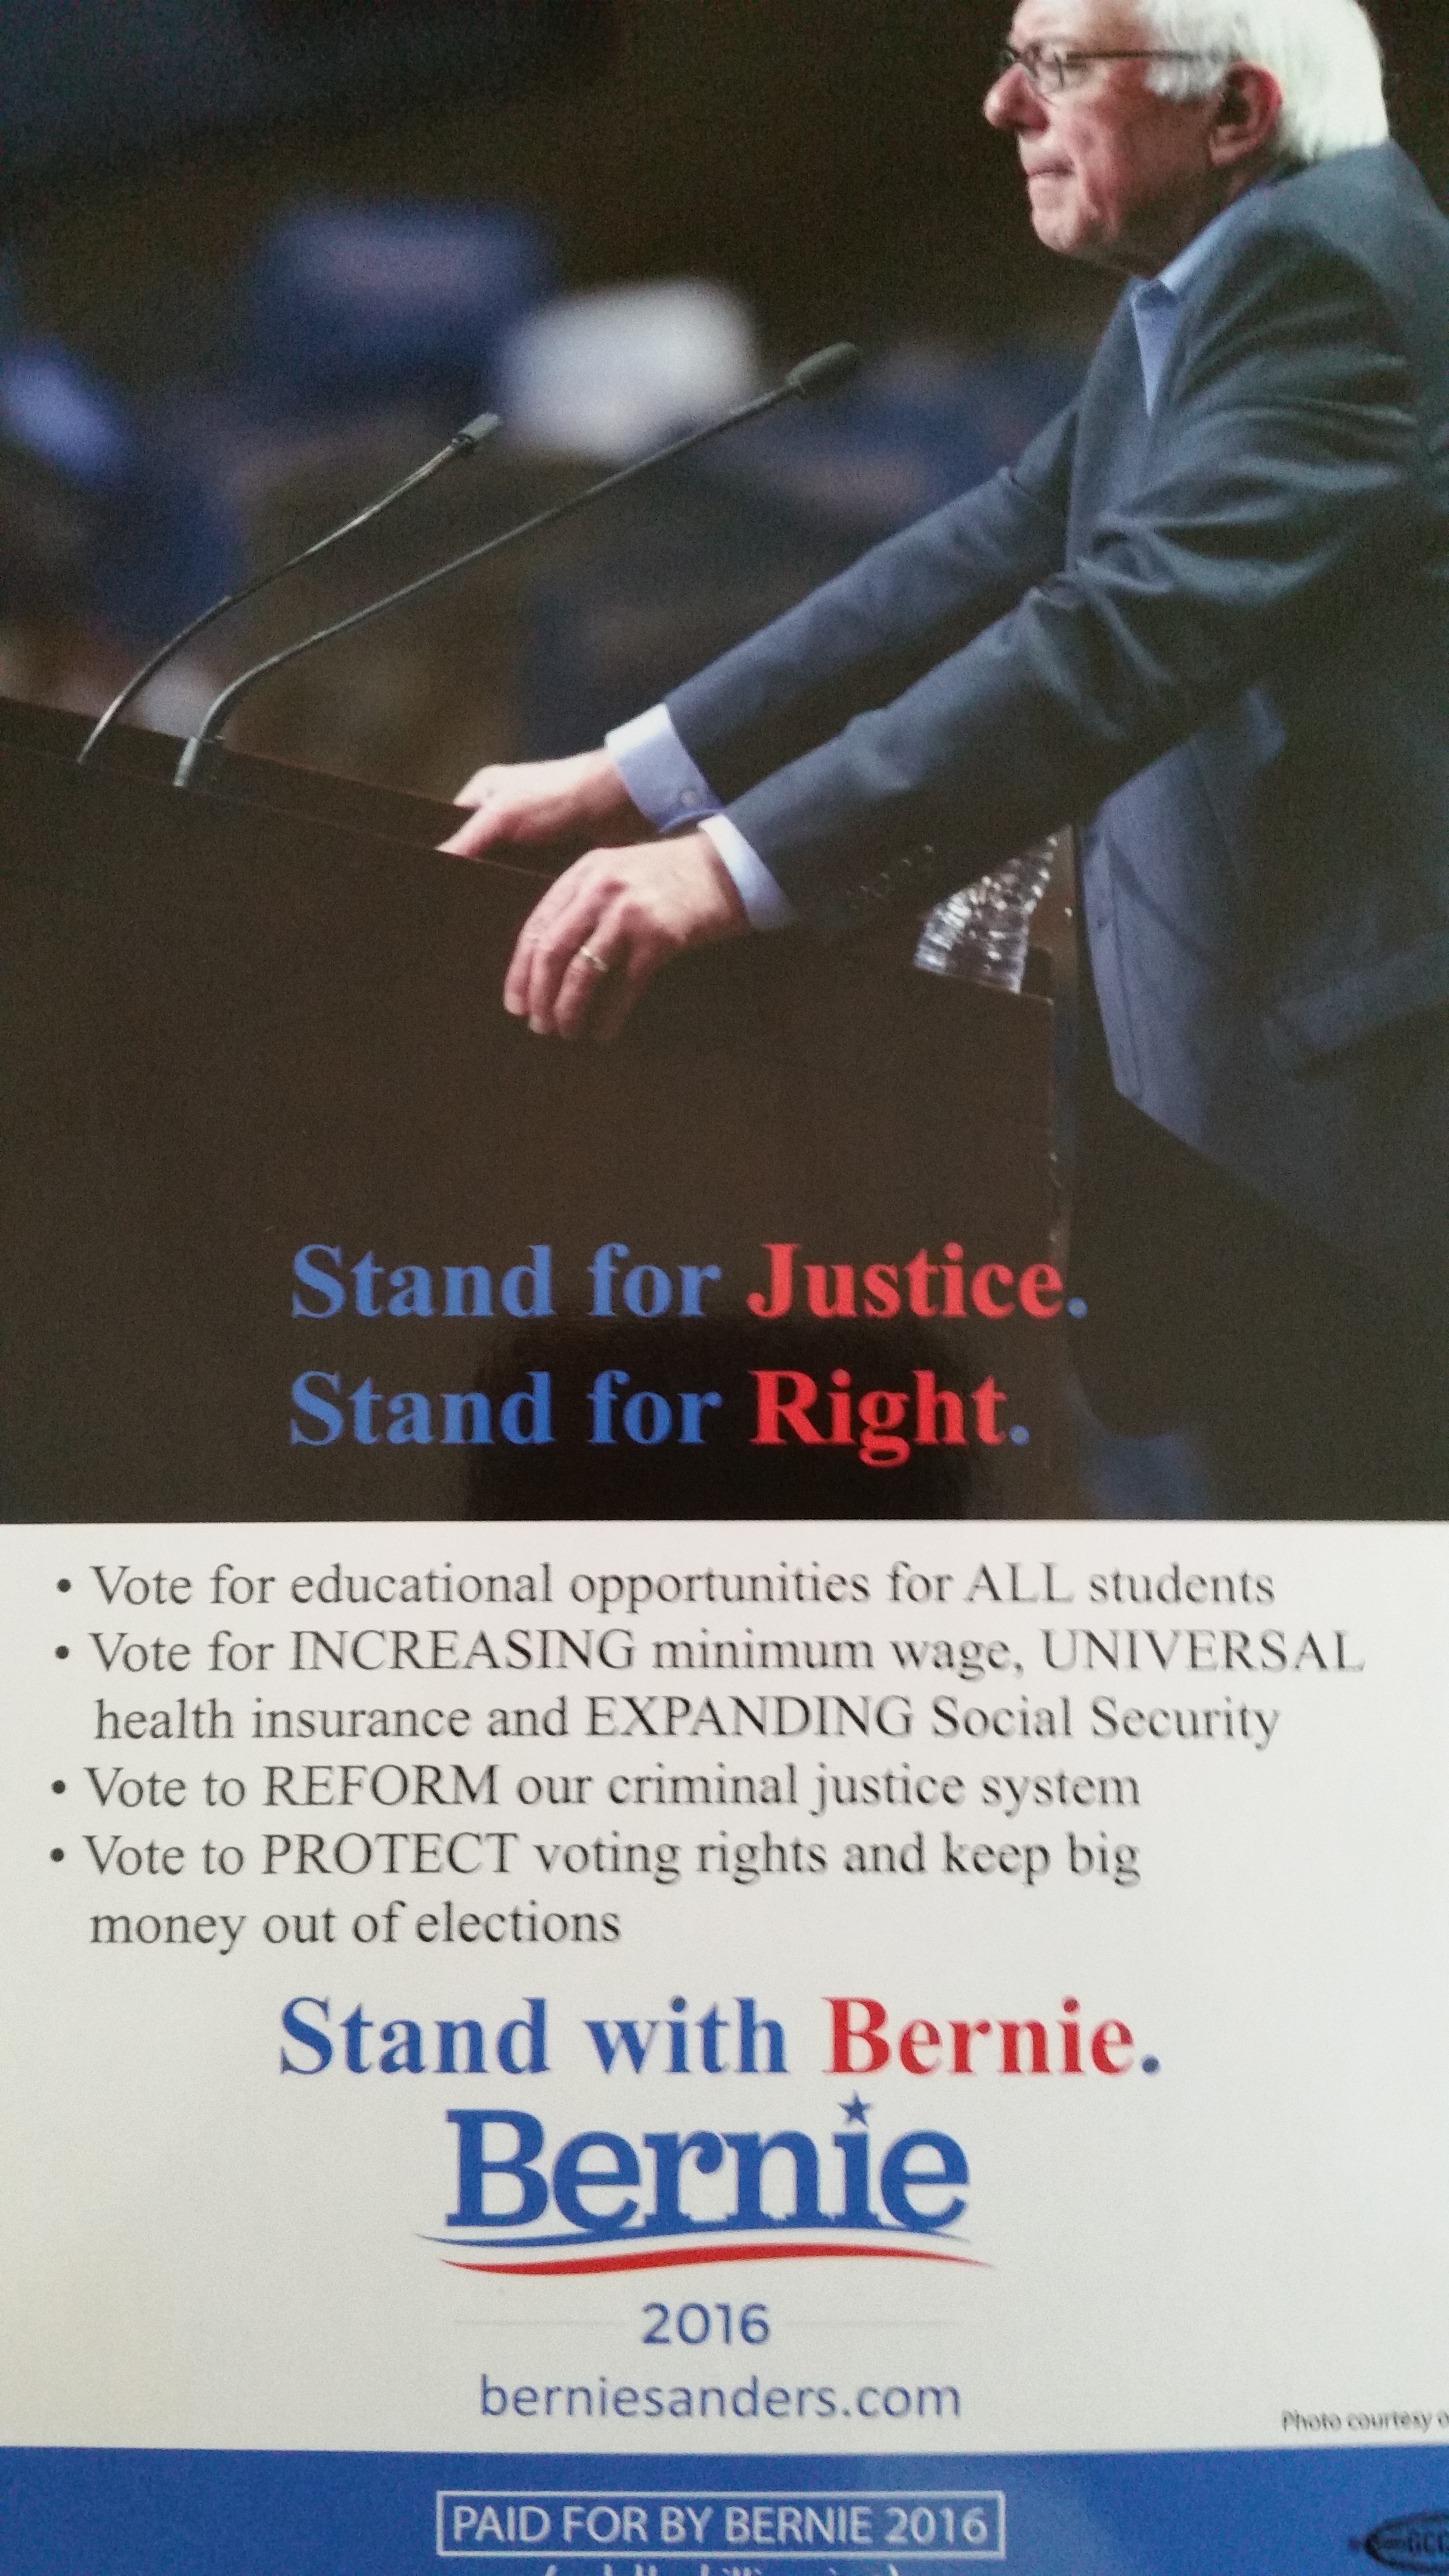 Stand for Justice.
Stand for Right.
• Vote for educational opportunities for ALL students
• Vote for INCREASING minimum wage, UNIVERSAL
health insurance and EXPANDING Social Security
• Vote to REFORM our criminal justice system
• Vote to PROTECT voting rights and keep big
money out of elections
Stand with Bernie.
Bernie
2016
berniesanders.com
Photo courtesy o
PAID FOR BY BERNIE 2016